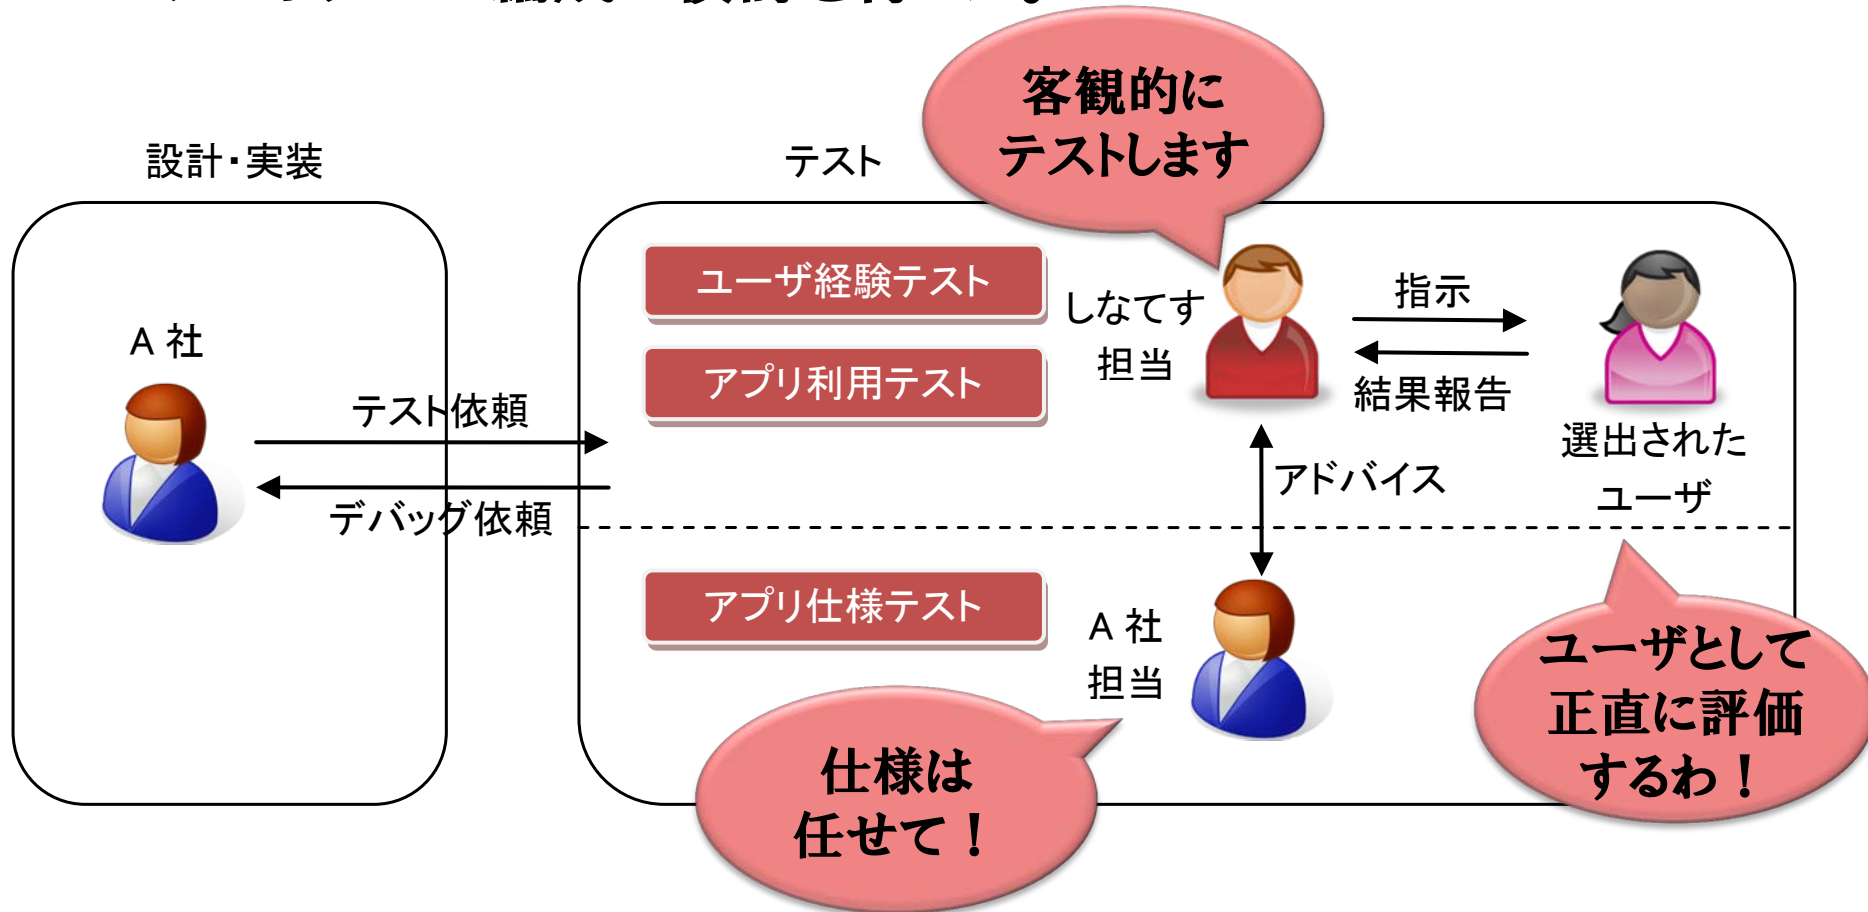 客観的に
テストします
設計・実装
テスト
ユーザ経験テスト
アプリ利用テスト
しなてす
担当
指示
結果報告
選出された
ユーザ
A 社
テスト依頼
デバッグ依頼
アドバイス
アプリ仕様テスト
A 社
担当
仕様は
任せて！
ユーザとして
正直に評価
するわ！